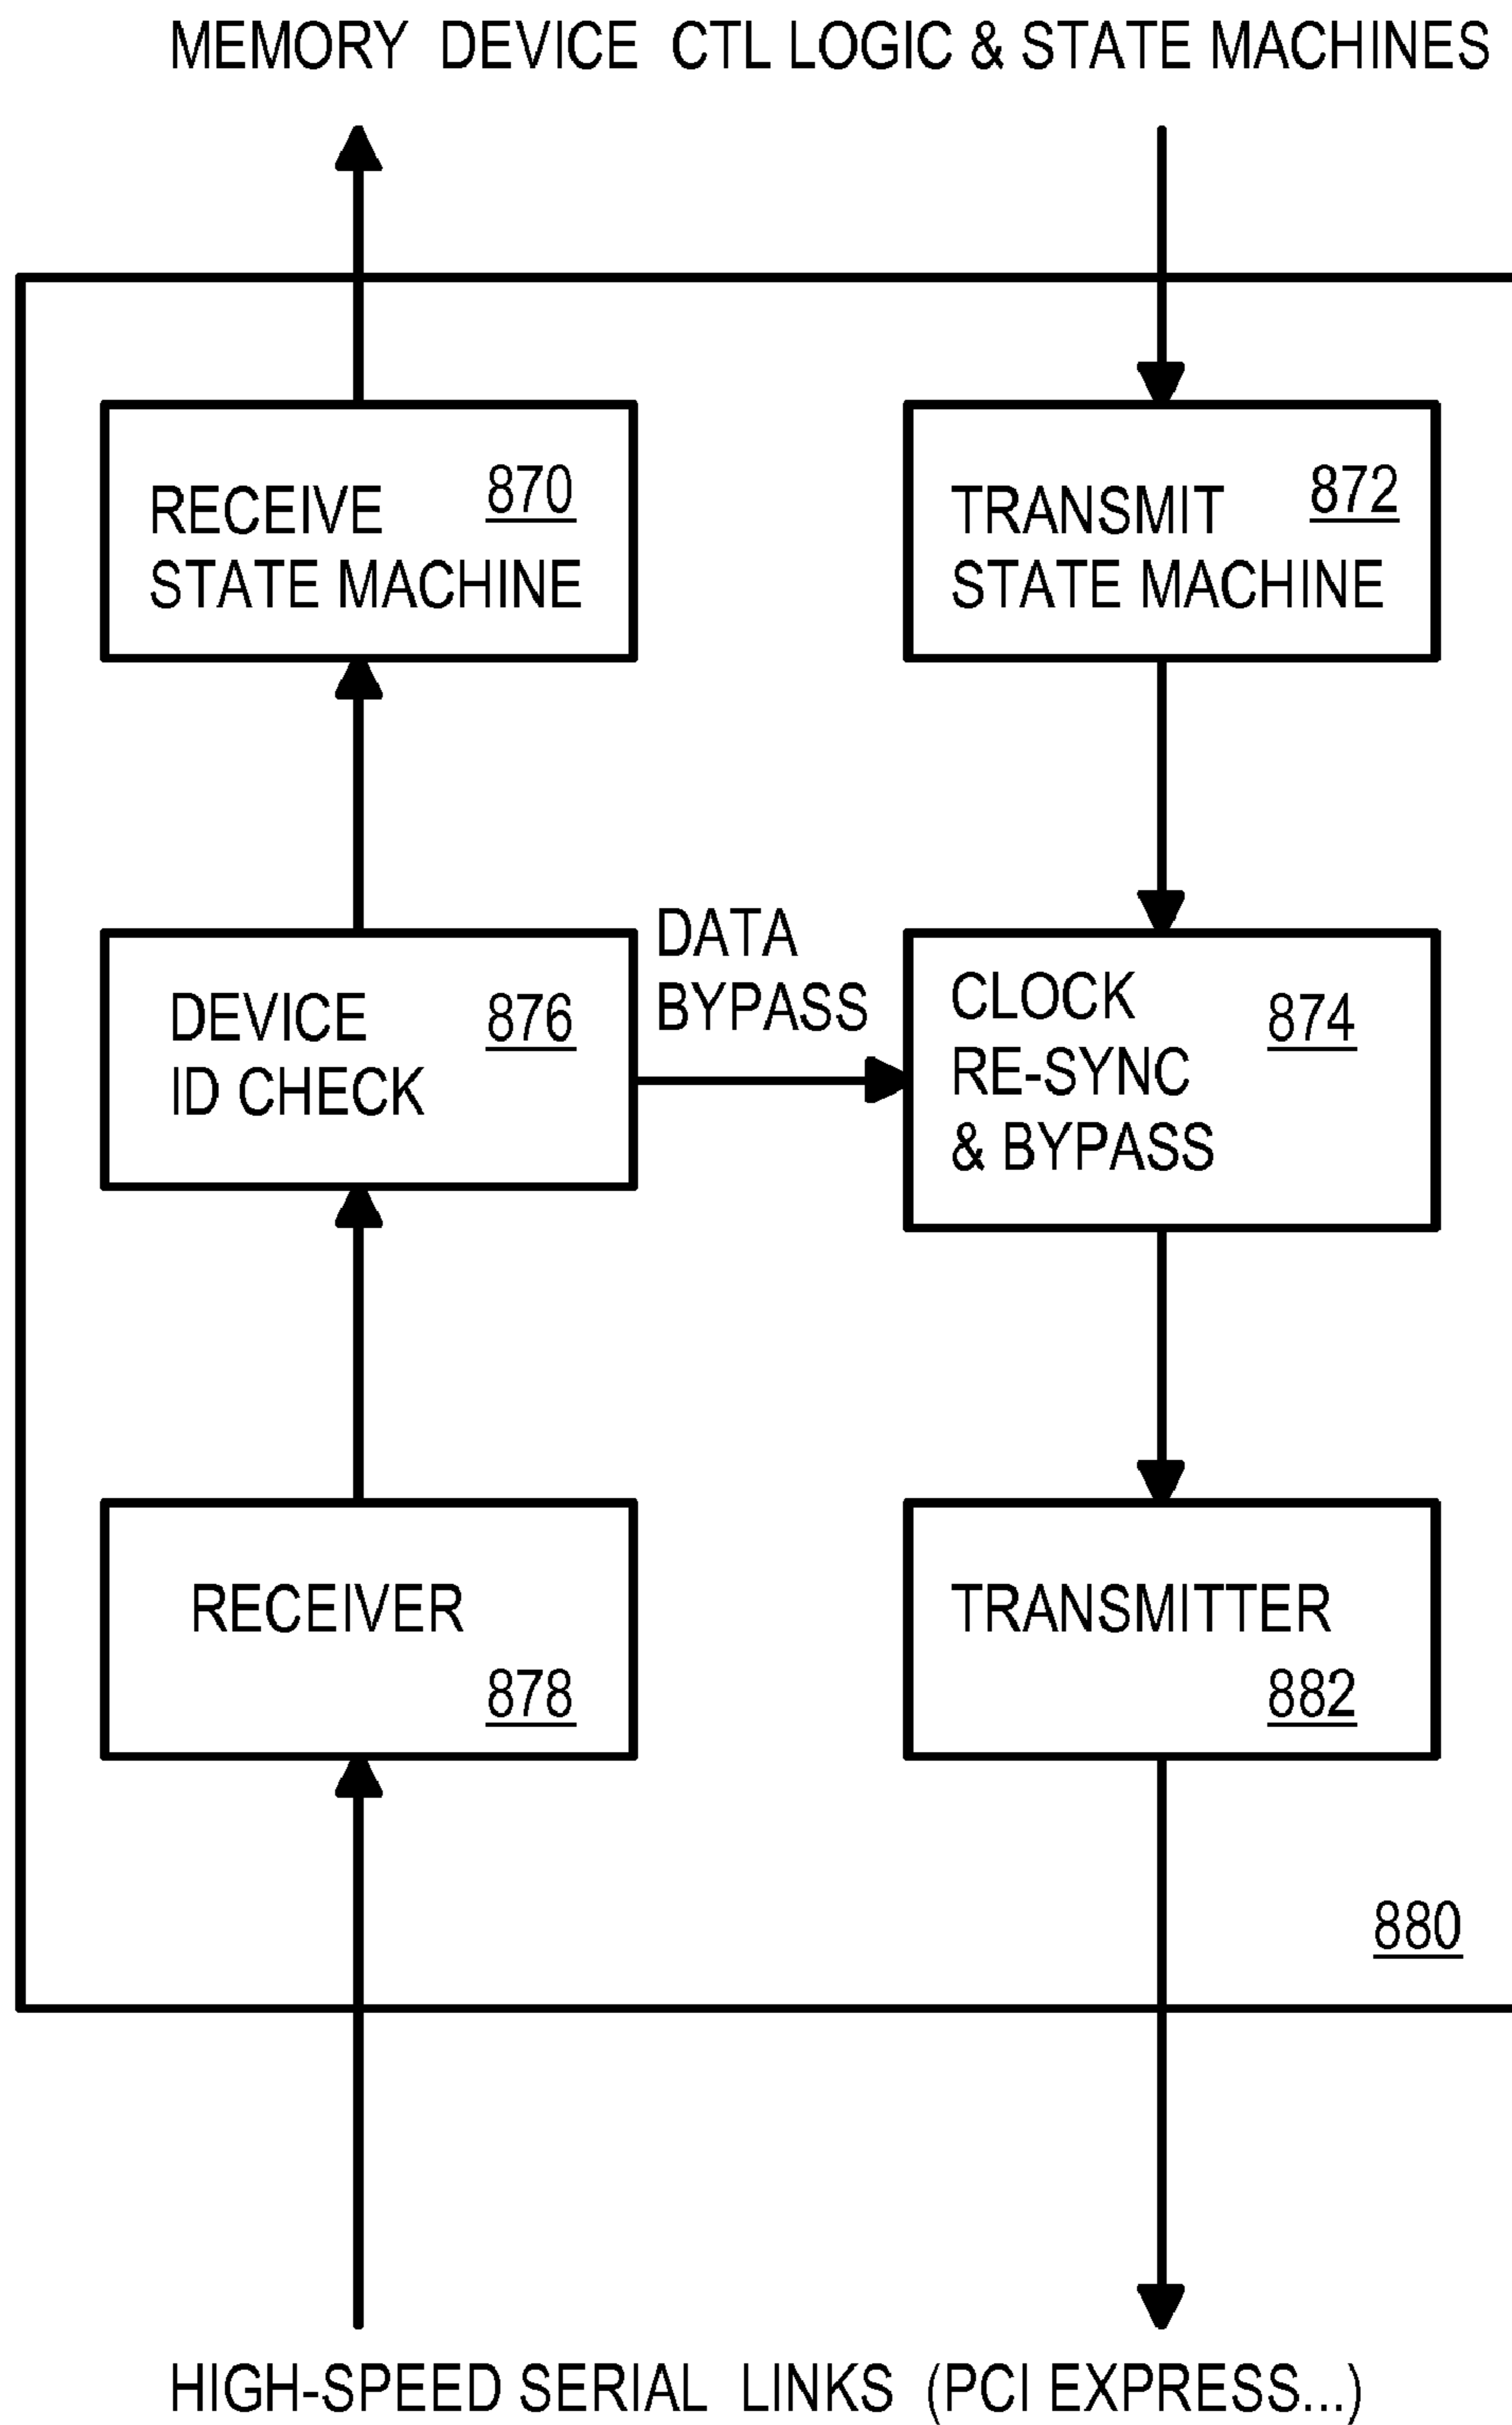 MEMORY DEVICE CTL LOGIC & STATE MACHINES
RECEIVE
STATE MACHINE
870
TRANSMIT
STATE MACHINE
872
DEVICE
ID CHECK
876
DATA
BYPASS
CLOCK
RE-SYNC
& BYPASS
874
RECEIVER
878
TRANSMITTER
882
880
HIGH-SPEED SERIAL LINKS (PCI EXPRESS...)